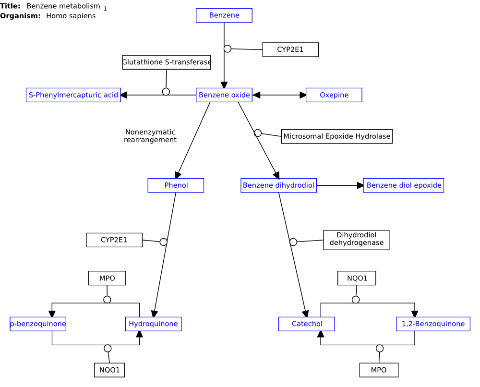 Title: Benzene metabolism 1
Organism: Homo sapiens
Benzene
CYP2E1
Glutathione S-transferase
S-Phenylmercapturic acid
Benzene oxide
Oxepine
Nonenzymatic
rearrangement
Microsomal Epoxide Hydrolase
Phenol
Benzene dihydrodiol
Benzene diol epoxide
CYP2E1
Dihydrodiol
dehydrogenase
MPO
NQO1
p-benzoquinone
Hydroquinone
Catechol
1,2-Benzoquinone
NQO1
MPO